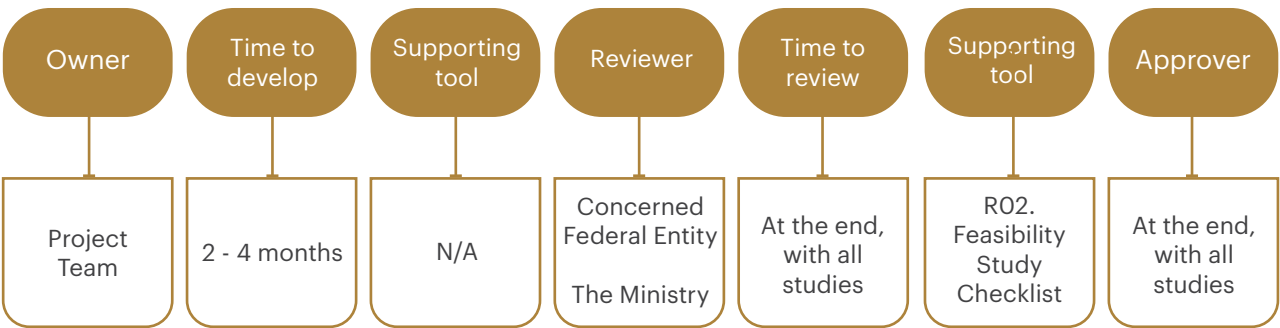 Owner
Time to
develop
Supporting
tool
Reviewer
Time to
review
Supporting
tool
Approver
Project
Team
2 - 4 months
N/A
Concerned
Federal Entity
The Ministry
At the end,
with all
studies
R02.
Feasibility
Study
Checklist
At the end,
with all
studies